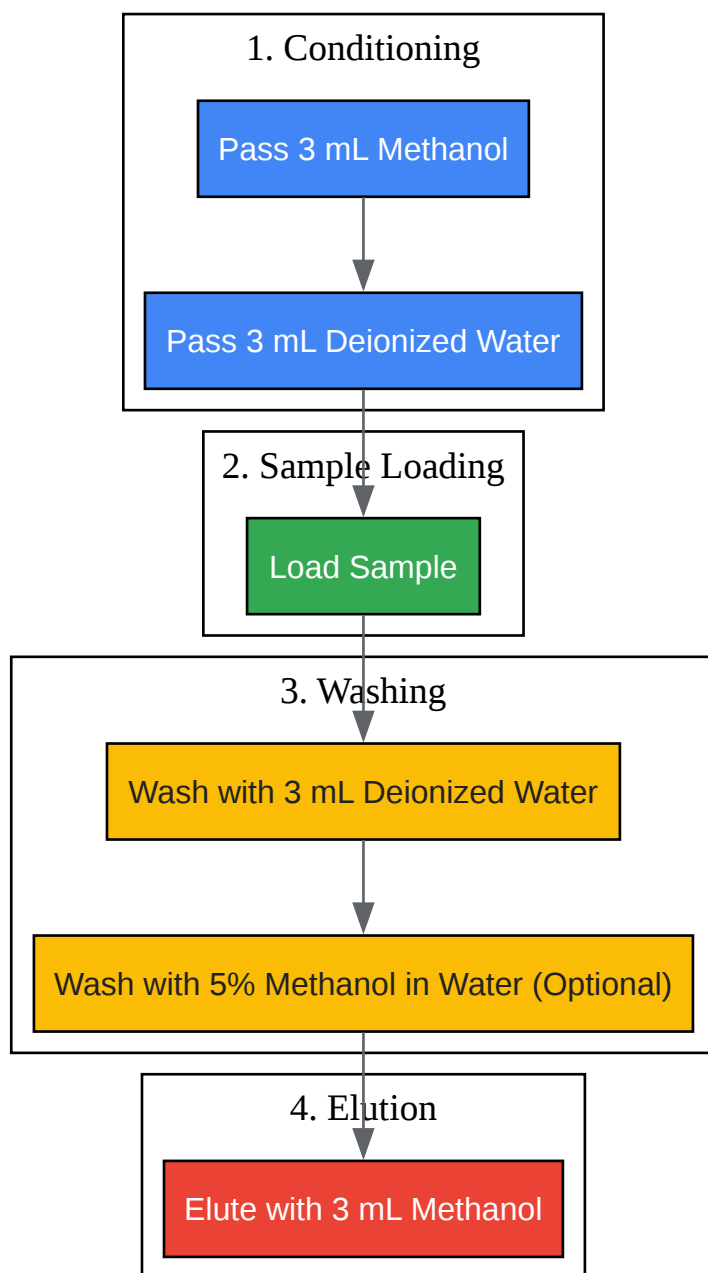 1. Conditioning
Pass 3 mL Methanol
Pass 3 mL Deionized Water
2. Sample Loading
Load Sample
3. Washing
Wash with 3 mL Deionized Water
Wash with 5% Methanol in Water (Optional)
4. Elution
Elute with 3 mL Methanol